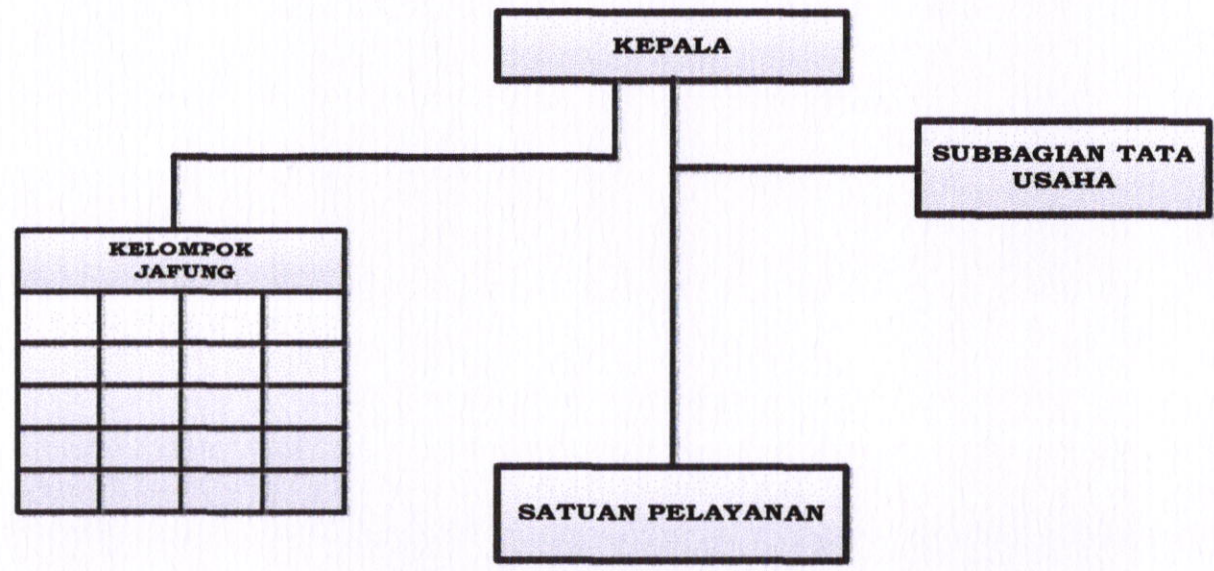 KEPALA
SUBBAGIAN TATA
USAHA
KELOMPOK
JAFUNG
SATUAN PELAYANAN